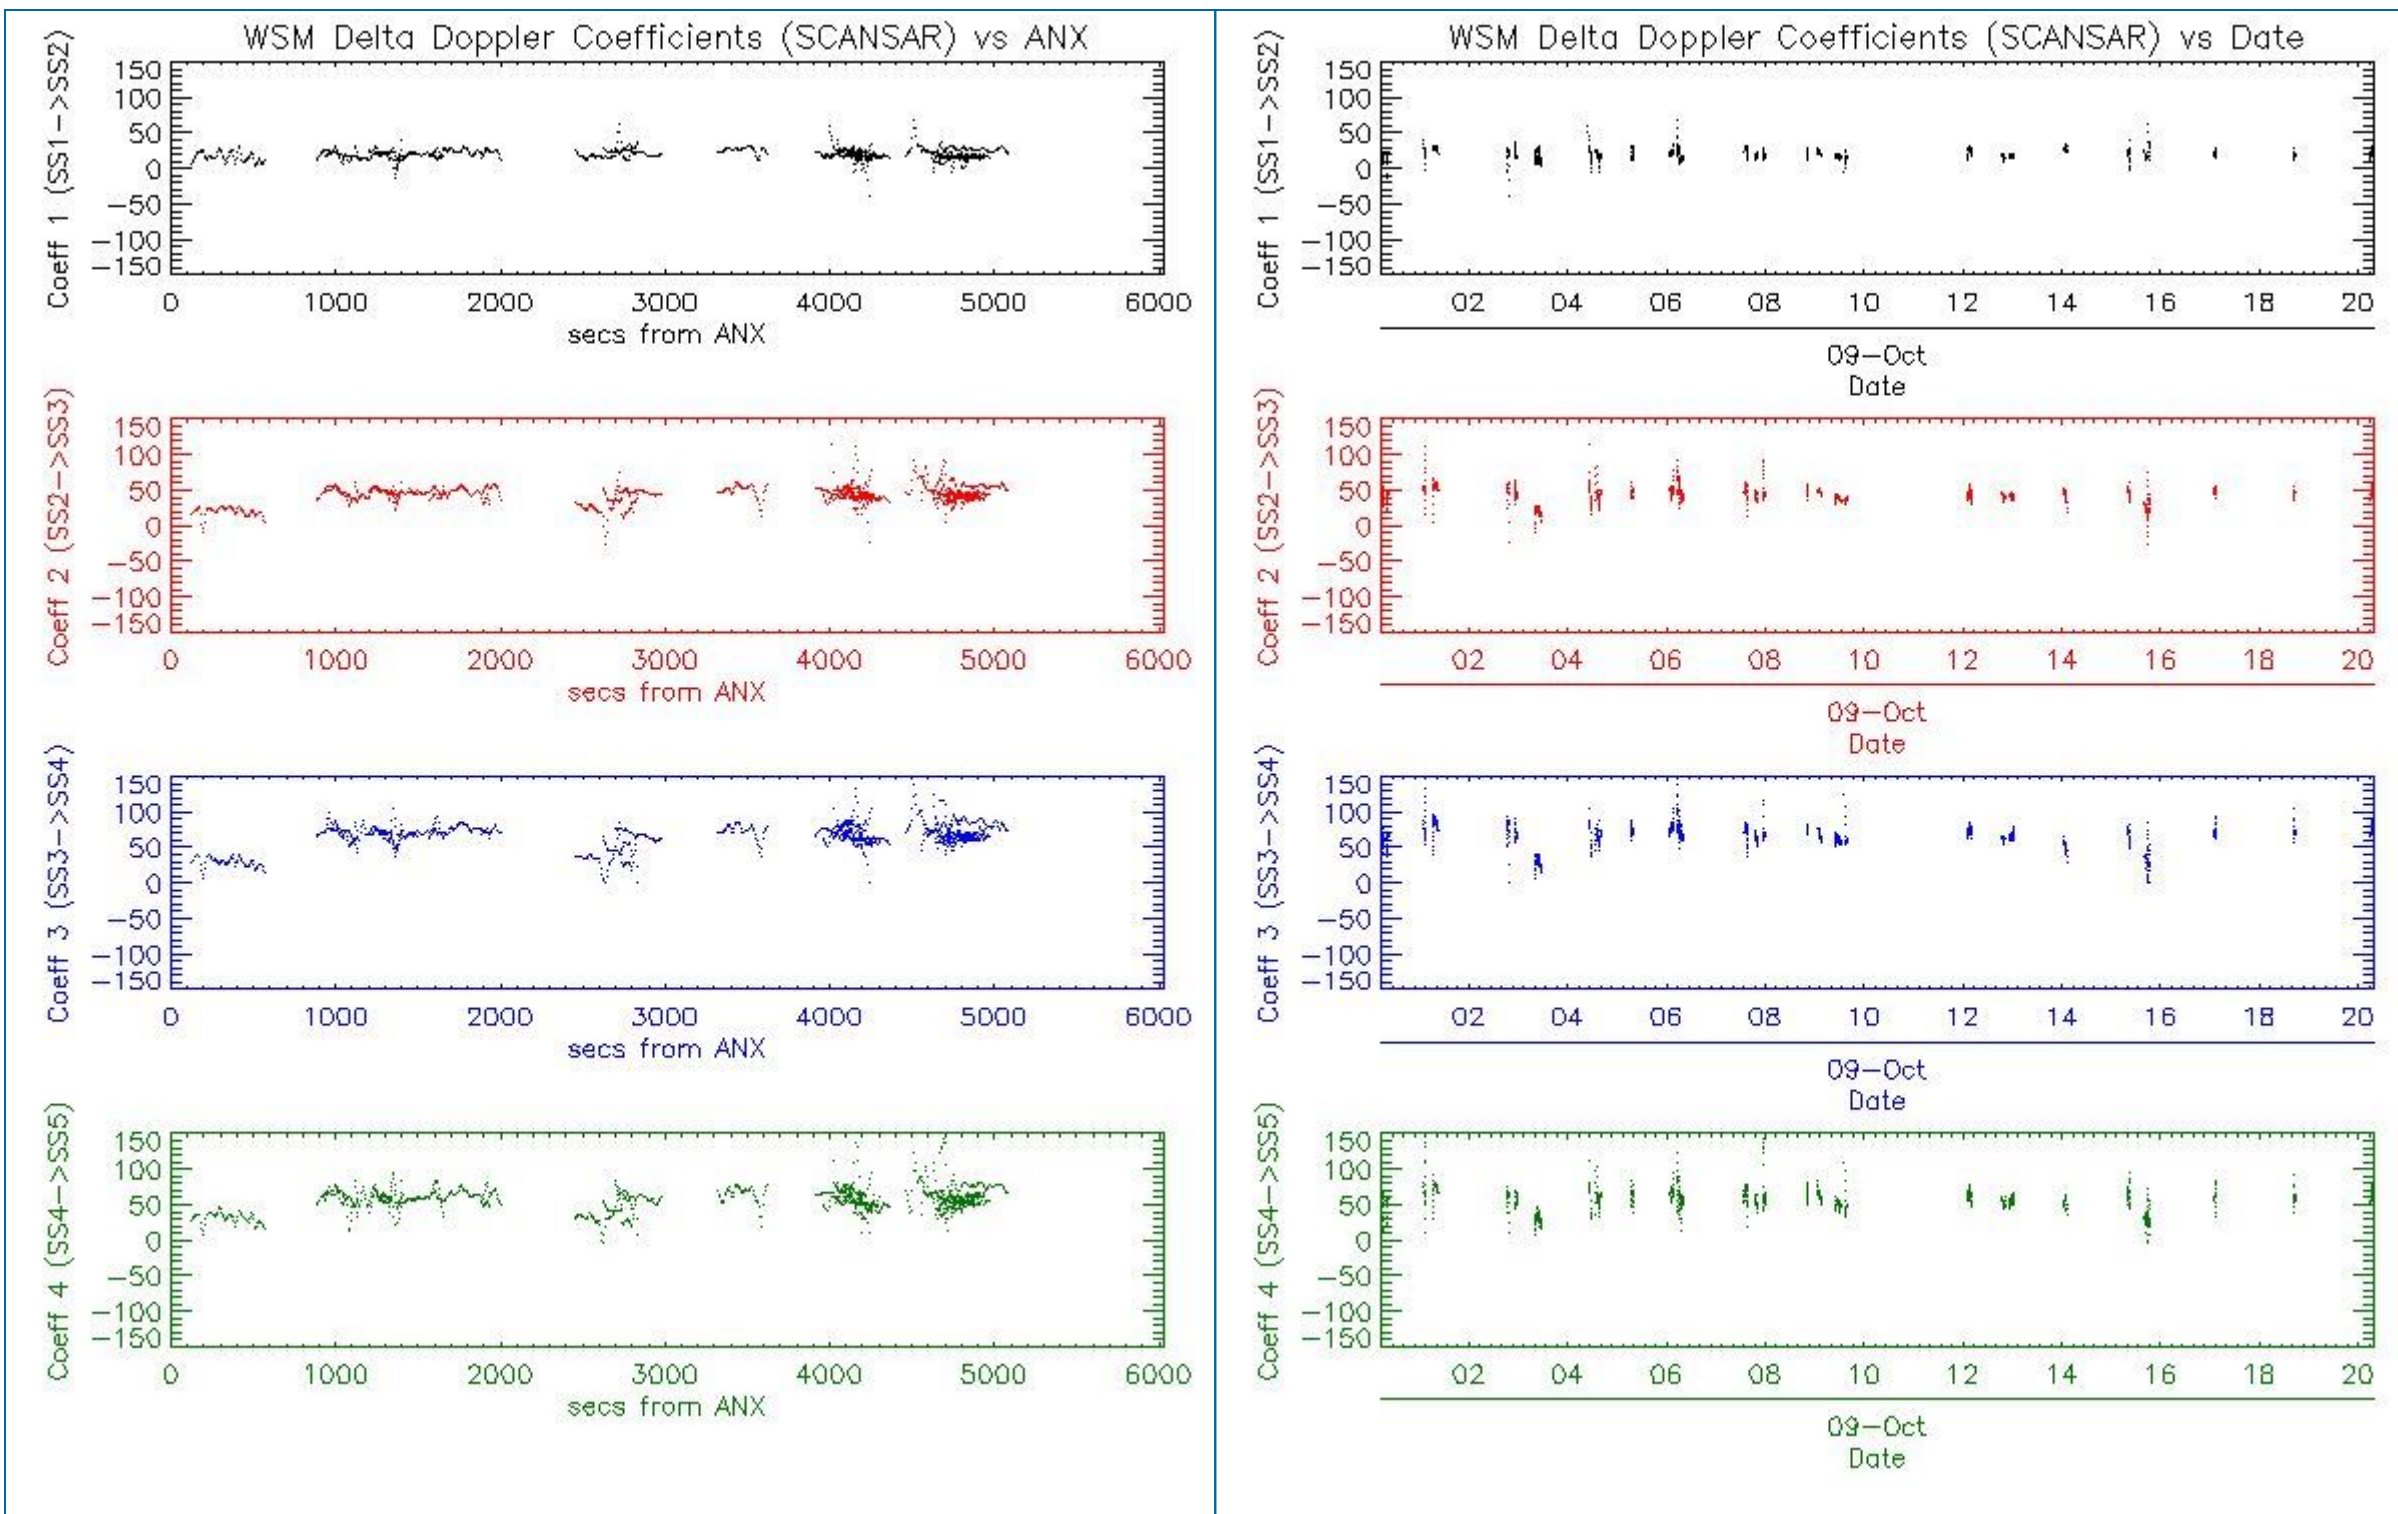 WSM Delta Doppler Coefficients (SCANSAR) vs ANX
Coeff 1 (SS1->SS2)
150
100
50
0
-50
-100
-150
0 1000 2000 3000 4000 5000 6000
secs from ANX
Coeff 2 (SS2->SS3)
150
100
50
0
-50
-100
-150
0 1000 2000 3000 4000 5000 6000
secs from ANX
Coeff 3 (SS3->SS4)
150
100
50
0
-50
-100
-150
0 1000 2000 3000 4000 5000 6000
secs from ANX
Coeff 4 (SS4->SS5)
150
100
50
0
-50
-100
-150
0 1000 2000 3000 4000 5000 6000
secs from ANX
WSM Delta Doppler Coefficients (SCANSAR) vs Date
Coeff 1 (SS1->SS2)
150
100
50
0
-50
-100
-150
02 04 06 08 10 12 14 16 18 20
09-Oct
Date
Coeff 2 (SS2->SS3)
150
100
50
0
-50
-100
-150
02 04 06 08 10 12 14 16 18 20
09-Oct
Date
Coeff 3 (SS3->SS4)
150
100
50
0
-50
-100
-150
02 04 06 08 10 12 14 16 18 20
09-Oct
Date
Coeff 4 (SS4->SS5)
150
100
50
0
-50
-100
-150
02 04 06 08 10 12 14 16 18 20
09-Oct
Date